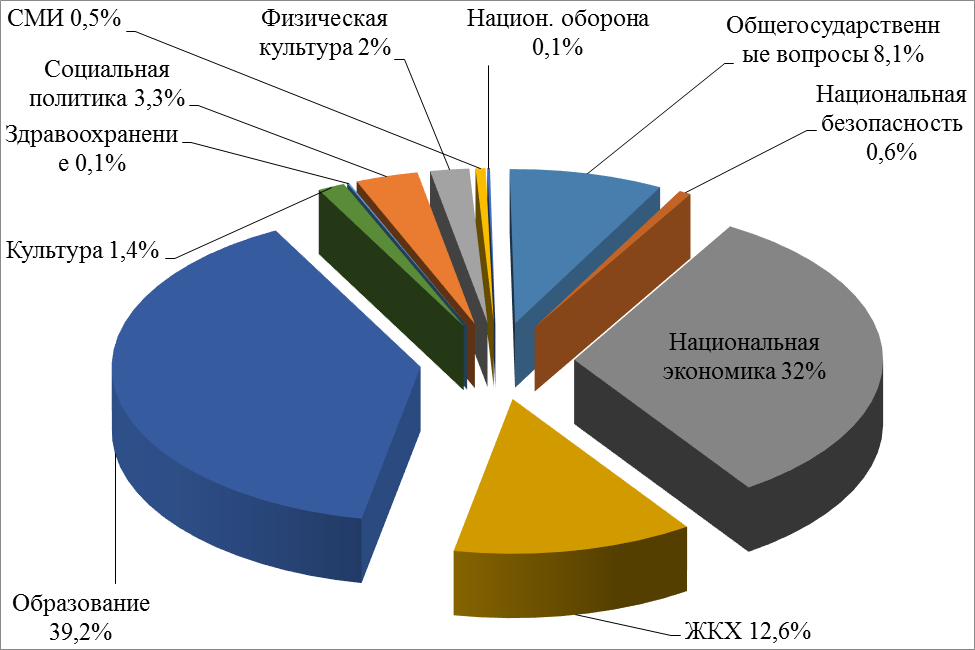 СМИ 0,5%
Физическая
культура 2%
Национ. оборона
0,1%
Общегосударственн
ые вопросы 8,1%
Социальная
политика 3,3%
Национальная
безопасность
0,6%
Здравоохранени
е 0,1%
Культура 1,4%
Национальная
экономика 32%
Образование
39,2%
ЖКХ 12,6%